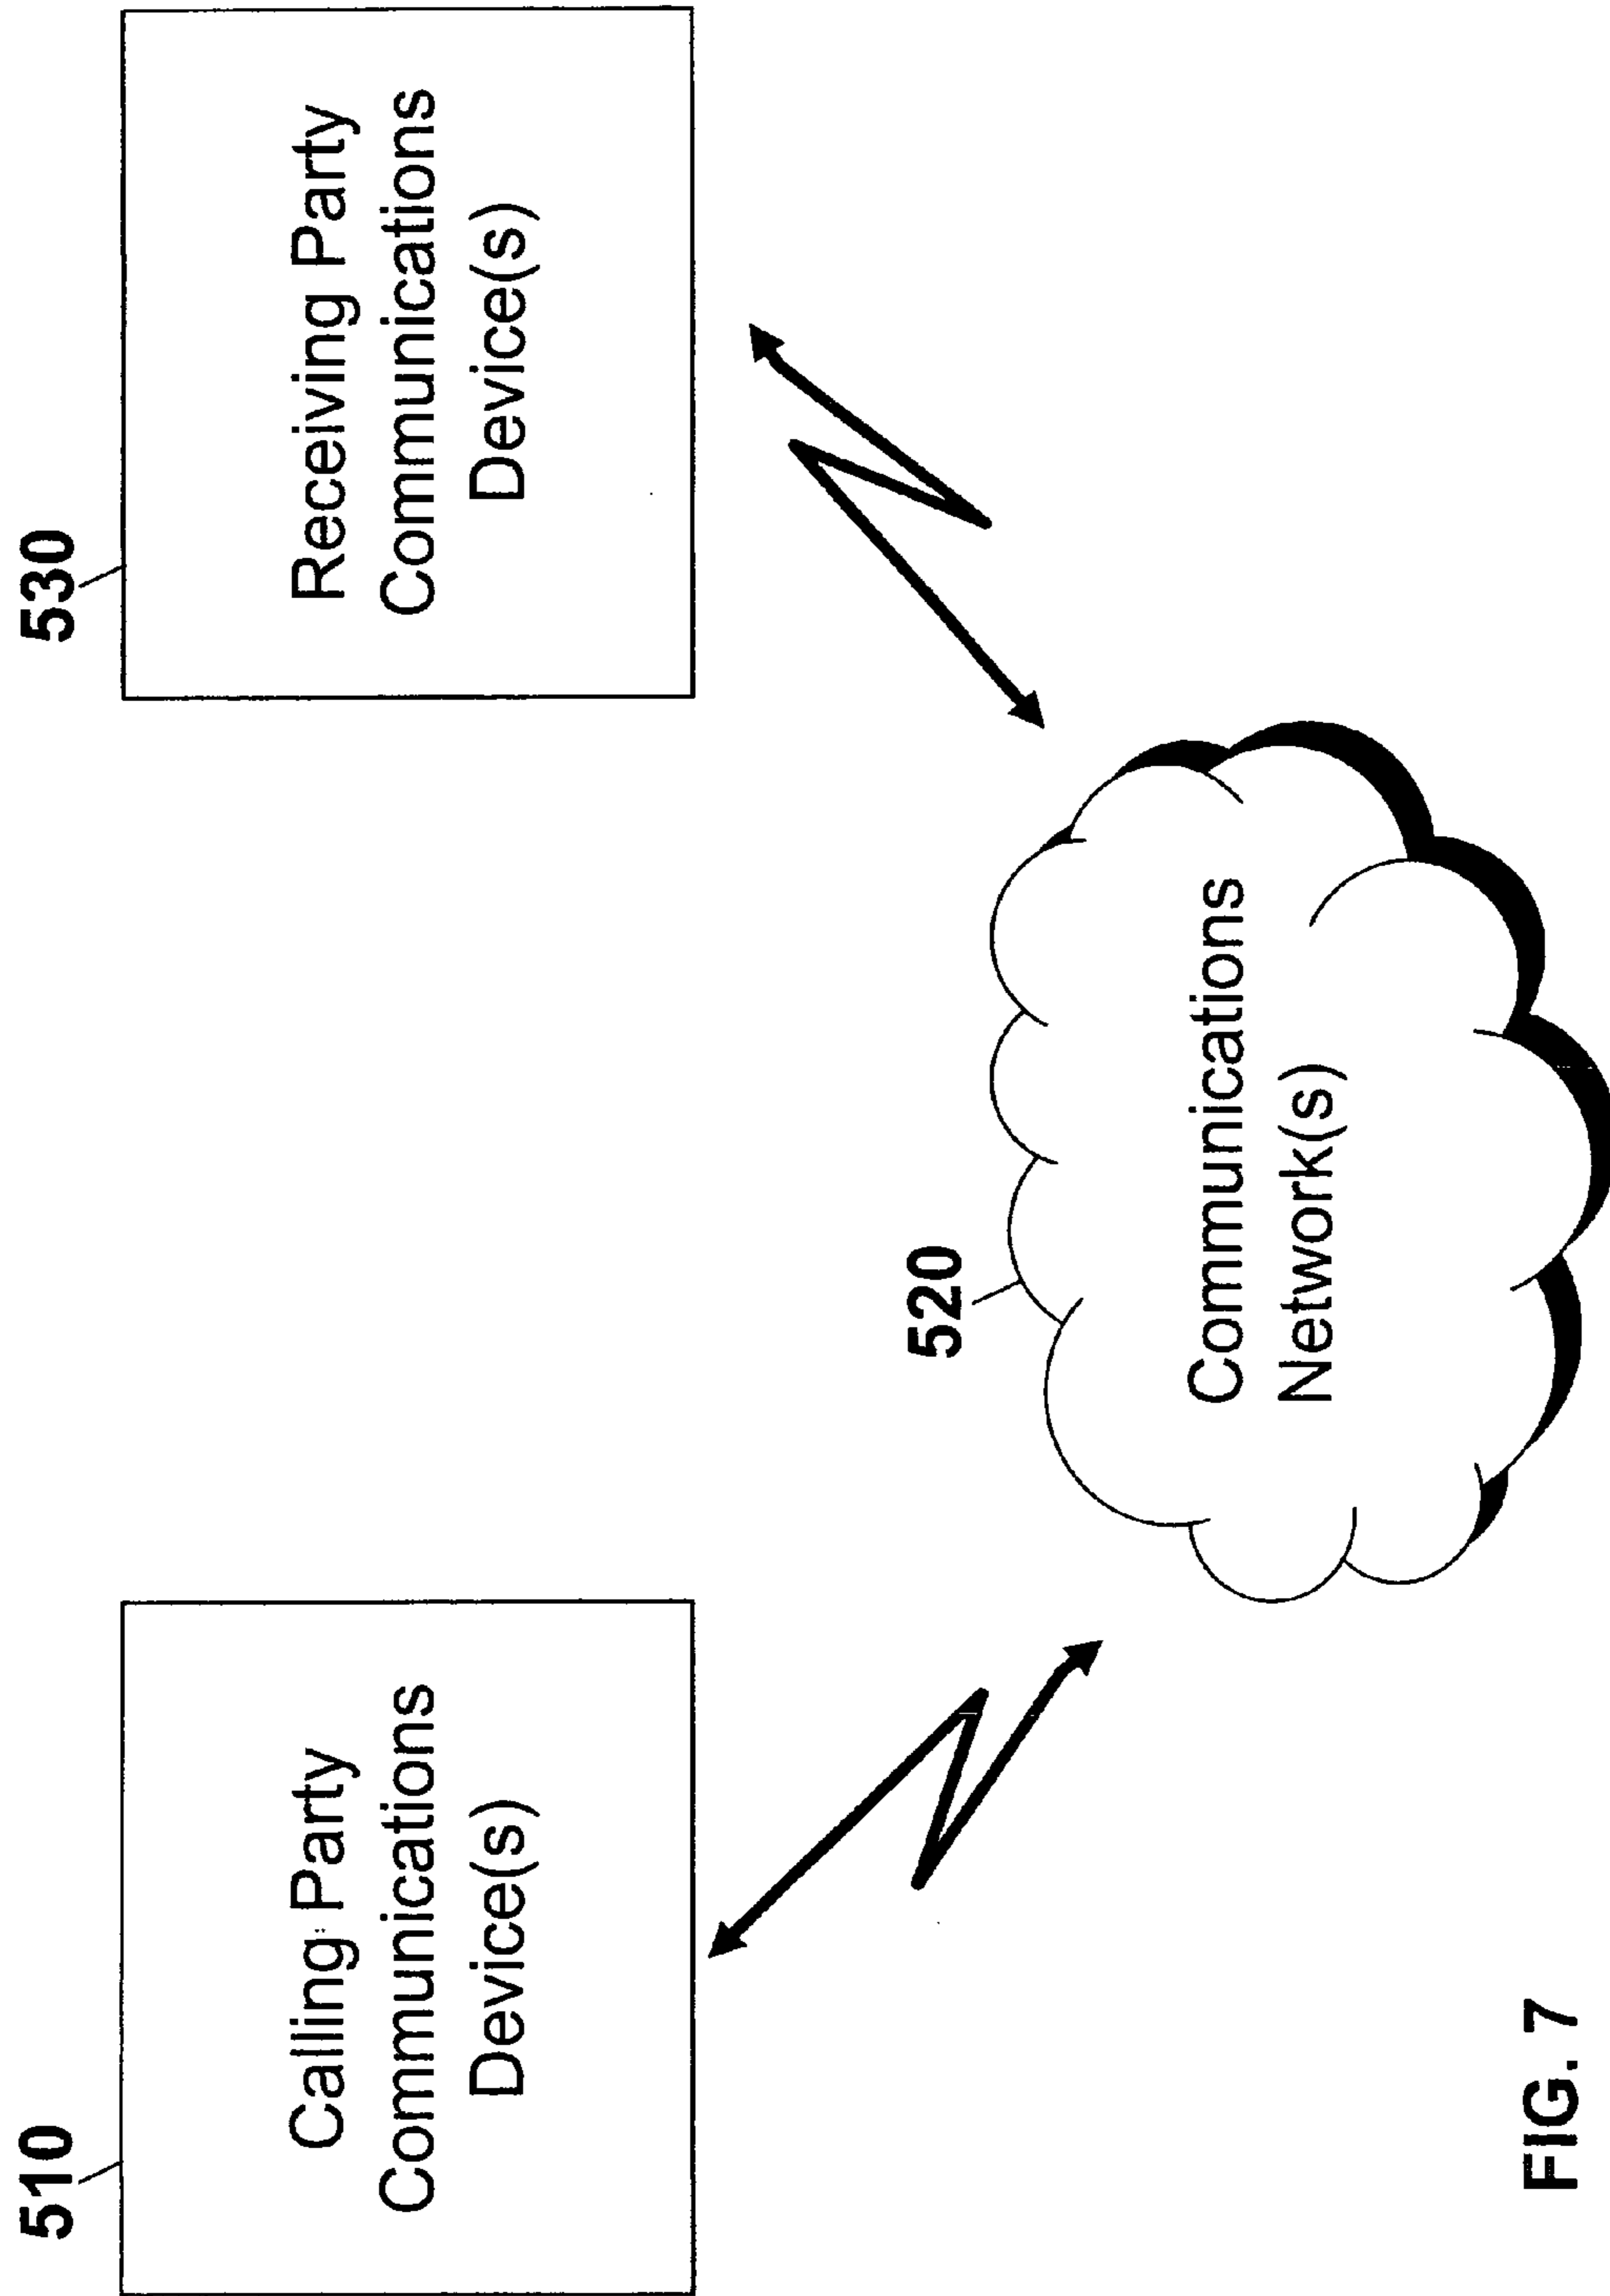 510
Calling Party
Communications
Device(s)
530
Receiving Party
Communications
Device(s)
520
Communications
Network(s)
FIG. 7